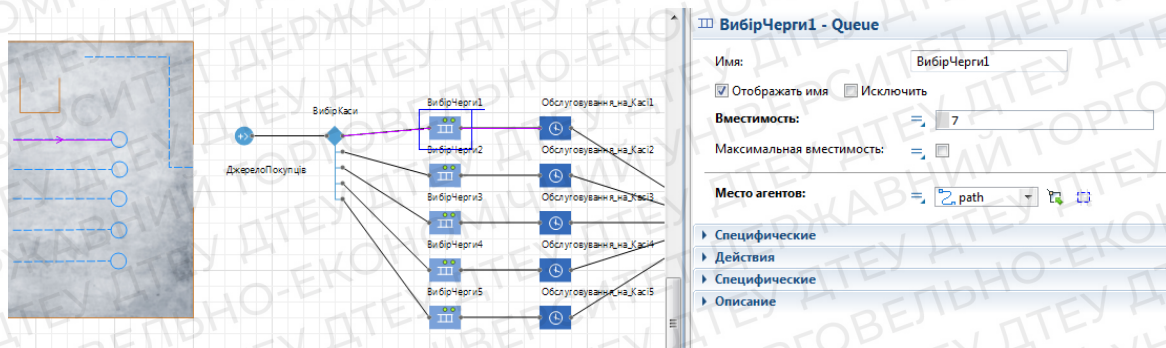 ВибірКаси
ДжерелоПокупців
ВибірЧерги1
Обслуговування_на_Касі1
ВибірЧерги2
Обслуговування_на_Касі2
ВибірЧерги3
Обслуговування_на_Касі3
ВибірЧерги4
Обслуговування_на_Касі4
ВибірЧерги5
Обслуговування_на_Касі5
ВибірЧерги1 - Queue
Имя:
ВибірЧерги1
Отображать имя
Исключить
Вместимость:
7
Максимальная вместимость:
Место агентов:
path
Специфические
Действия
Специфические
Описание